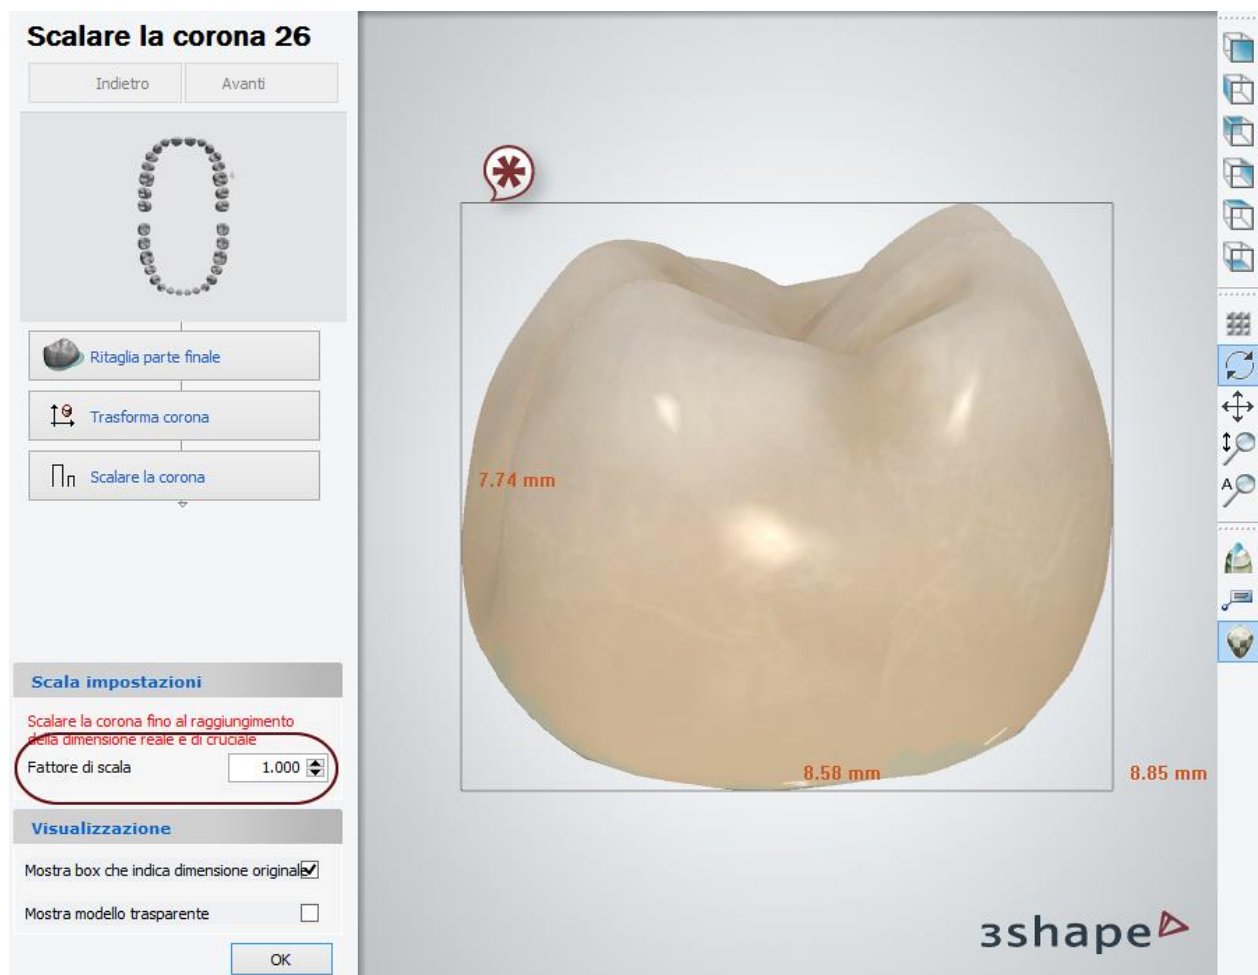 Scalare la corona 26
Indietro
Avanti
Ritaglia parte finale
Trasforma corona
Scalare la corona
Scala impostazioni
Scalare la corona fino al raggiungimento
della dimensione reale e di cruciale
Fattore di scala
1.000
Visualizzazione
Mostra box che indica dimensione originale
Mostra modello trasparente
OK
7.74 mm
8.58 mm
8.85 mm
A
3shape